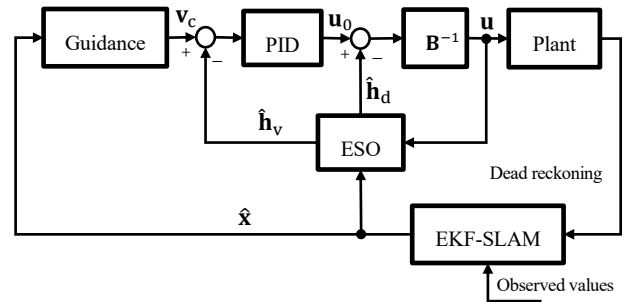 v_c u_0 u
Guidance + − PID + − B⁻¹ Plant
ĥ_v ĥ_d
ESO
Dead reckoning
x̂
EKF-SLAM
Observed values